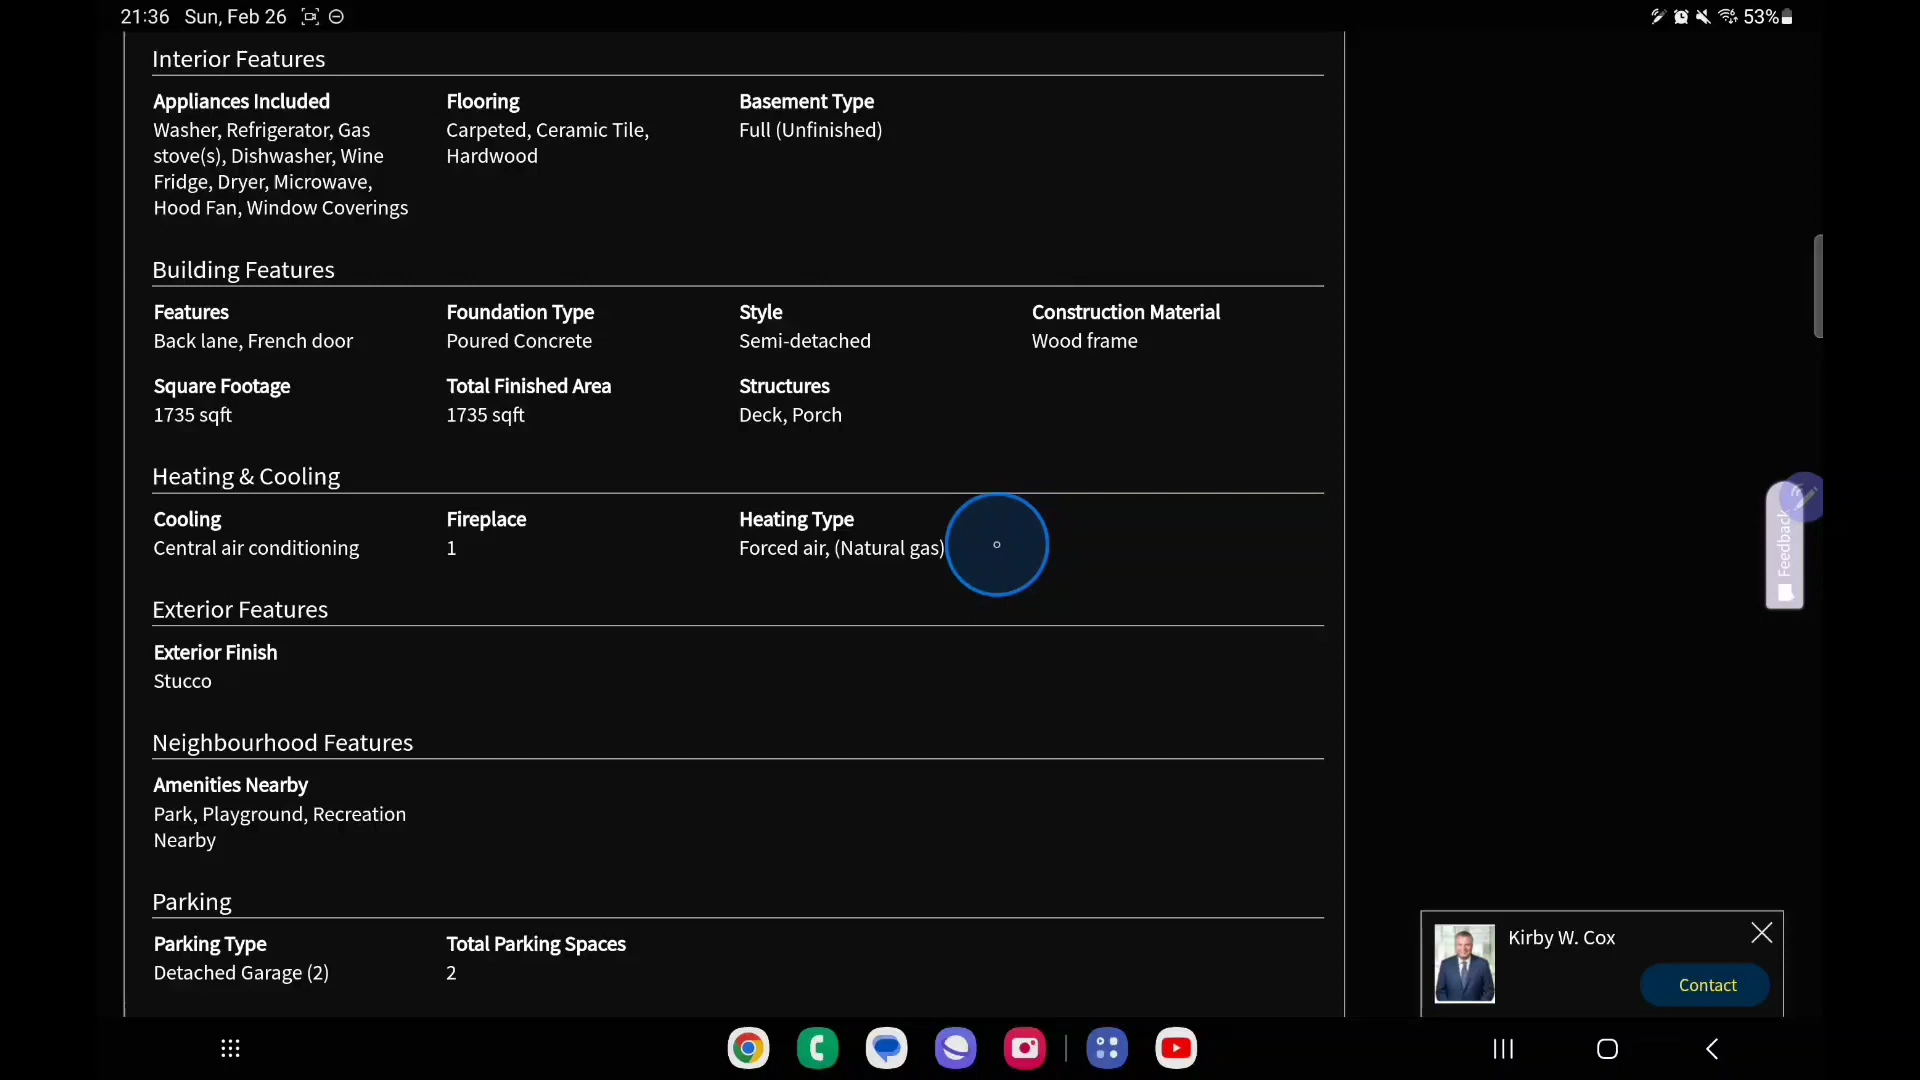 21:36 Sun, Feb 26
53%
Interior Features
Appliances Included
Washer, Refrigerator, Gas
stove(s), Dishwasher, Wine
Fridge, Dryer, Microwave,
Hood Fan, Window Coverings
Flooring
Carpeted, Ceramic Tile,
Hardwood
Basement Type
Full (Unfinished)
Building Features
Features
Back lane, French door
Foundation Type
Poured Concrete
Style
Semi-detached
Construction Material
Wood frame
Square Footage
1735 sqft
Total Finished Area
1735 sqft
Structures
Deck, Porch
Heating & Cooling
Cooling
Central air conditioning
Fireplace
1
Heating Type
Forced air, (Natural gas)
Feedback
Exterior Features
Exterior Finish
Stucco
Neighbourhood Features
Amenities Nearby
Park, Playground, Recreation
Nearby
Parking
Parking Type
Detached Garage (2)
Total Parking Spaces
2
Kirby W. Cox
Contact